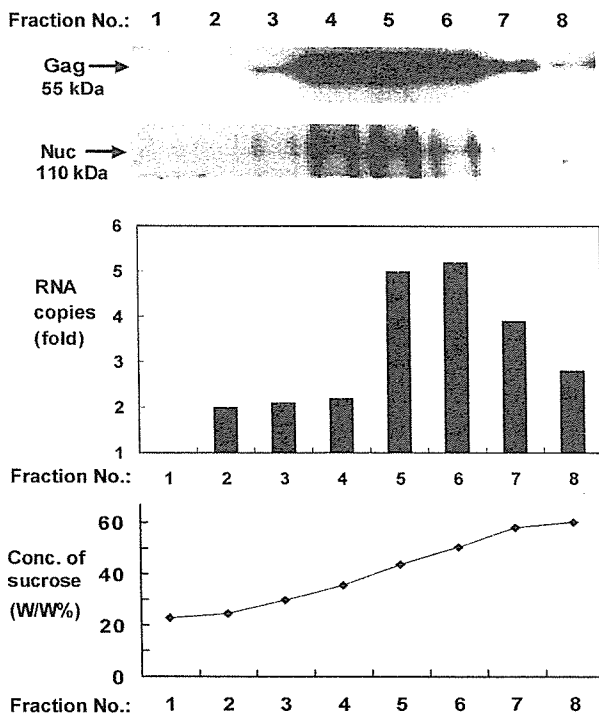 Fraction No.: 1 2 3 4 5 6 7 8
Gag
55 kDa
Nuc
110 kDa
RNA
copies
(fold)
6
5
4
3
2
1
Fraction No.: 1 2 3 4 5 6 7 8
Conc. of
sucrose
(W/W%)
60
40
20
0
Fraction No.: 1 2 3 4 5 6 7 8